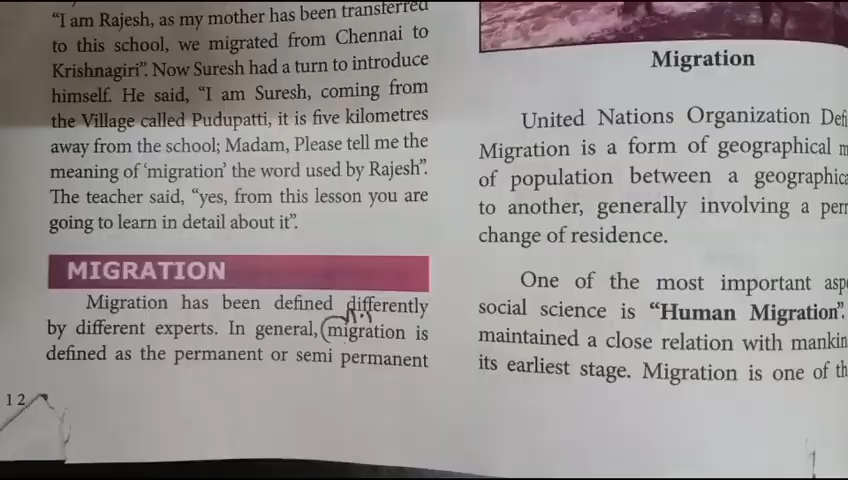 "I am Rajesh, as my mother has been transferred
to this school, we migrated from Chennai to
Krishnagiri". Now Suresh had a turn to introduce
himself. He said, "I am Suresh, coming from
the Village called Pudupatti, it is five kilometres
away from the school; Madam, Please tell me the
meaning of 'migration' the word used by Rajesh".
The teacher said, "yes, from this lesson you are
going to learn in detail about it".
MIGRATION
Migration has been defined differently
by different experts. In general, (migration is
defined as the permanent or semi permanent
12
Migration
United Nations Organization
Migration is a form of geographical
of population between a
to another, generally involving a
change of residence.
One of the most important
social science is "Human Migration".
maintained a close relation with
its earliest stage. Migration is one of